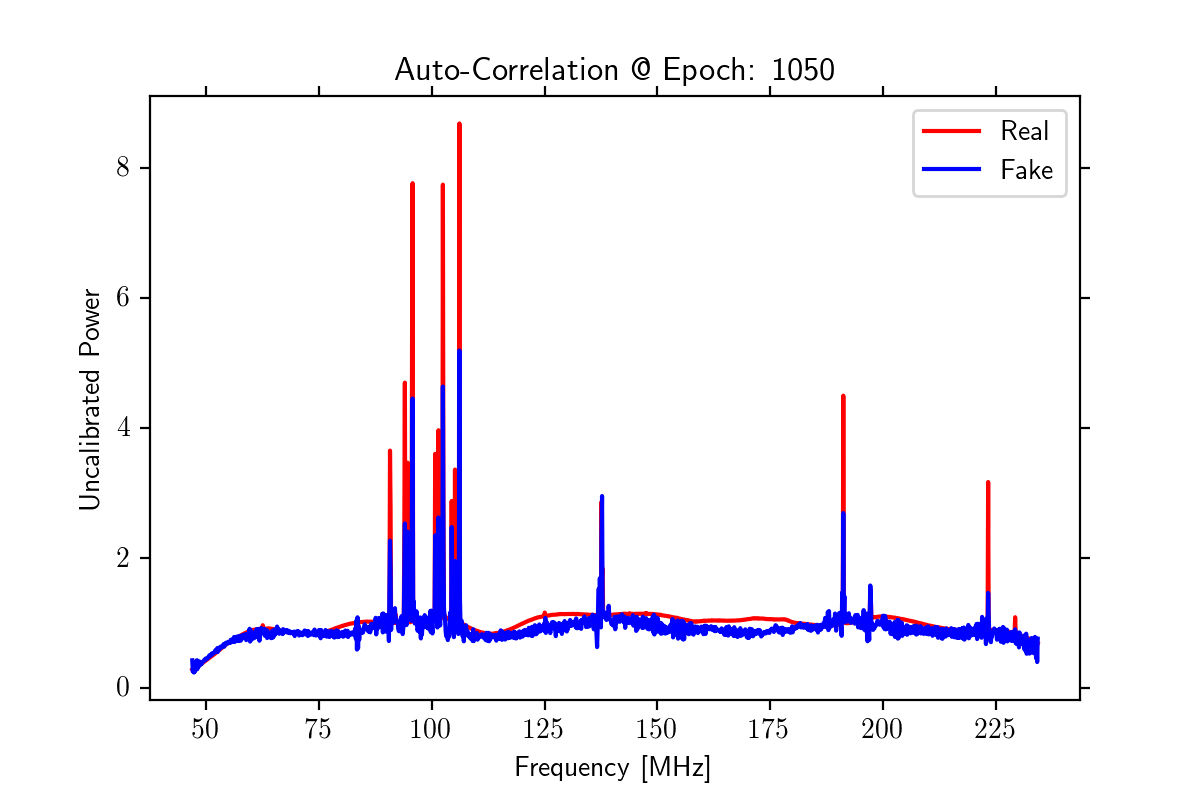 Auto-Correlation @ Epoch: 1050
Real
Fake
Uncalibrated Power
8
6
4
2
0
50 75 100 125 150 175 200 225
Frequency [MHz]